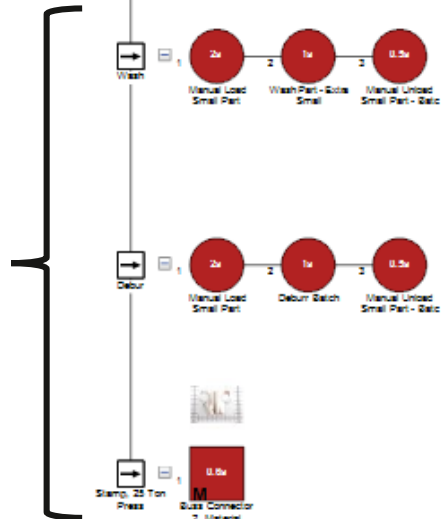 2s 1s 0.5s
1 2 3
Wash
Manual Load Wash Part - Extra Manual Unload
Small Part Small Small Part - Batc
2s 1s 0.5s
1 2 3
Debur
Manual Load Deburr Batch Manual Unload
Small Part Small Part - Batc
0.6s
1
M
Stamp, 25 Ton Buss Connector
Press 7, Material